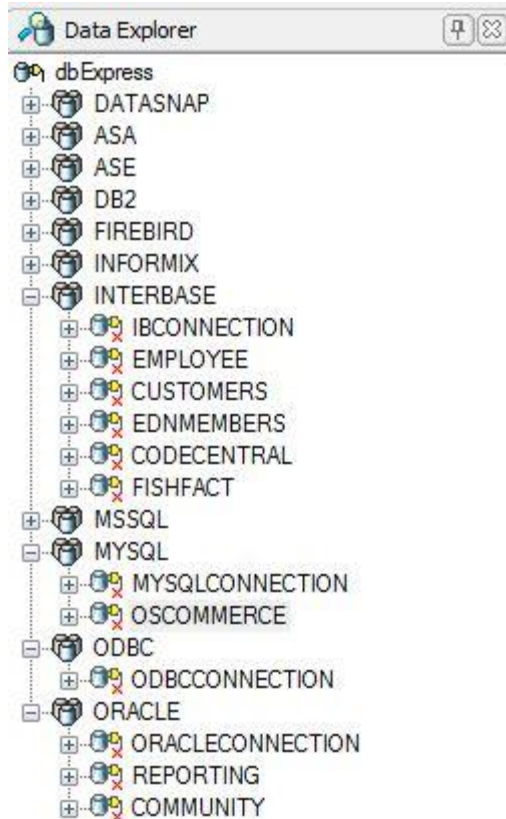 Data Explorer
dbExpress
DATASNAP
ASA
ASE
DB2
FIREBIRD
INFORMIX
INTERBASE
IBCONNECTION
EMPLOYEE
CUSTOMERS
EDNMEMBERS
CODECENTRAL
FISHFACT
MSSQL
MYSQL
MYSQLCONNECTION
OSCOMMERCE
ODBC
ODBCCONNECTION
ORACLE
ORACLECONNECTION
REPORTING
COMMUNITY